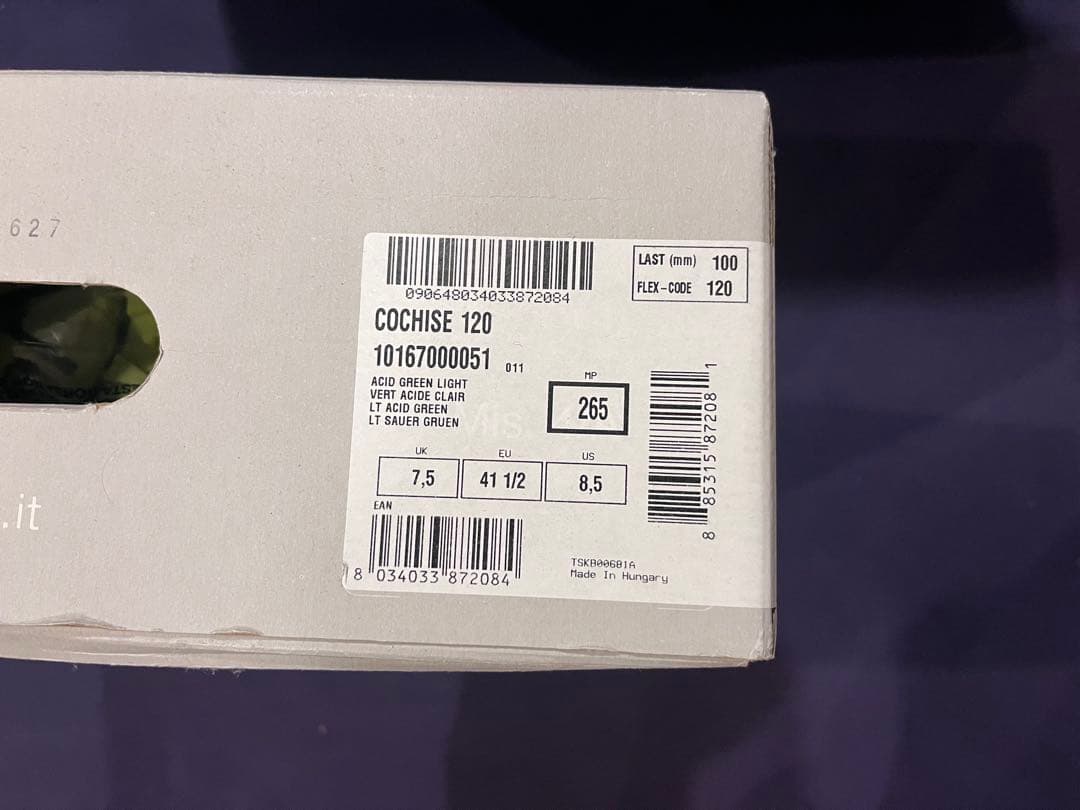 627
.it
090648034033872084
LAST (mm) 100
FLEX-CODE 120
COCHISE 120
10167000051 011
ACID GREEN LIGHT
VERT ACIDE CLAIR
LT ACID GREEN
LT SAUER GRUEN
MP
265
UK EU US
7,5 41 1/2 8,5
8 85315 87208 1
EAN
8 034033 872084
TSKB00681A
Made In Hungary